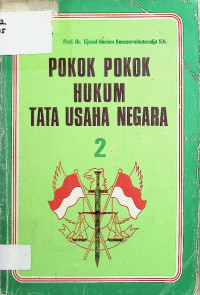 Prof. Dr. Djenal Hoesen Koesoemahatmadja S.H.
POKOK POKOK
HUKUM
TATA USAHA NEGARA
2